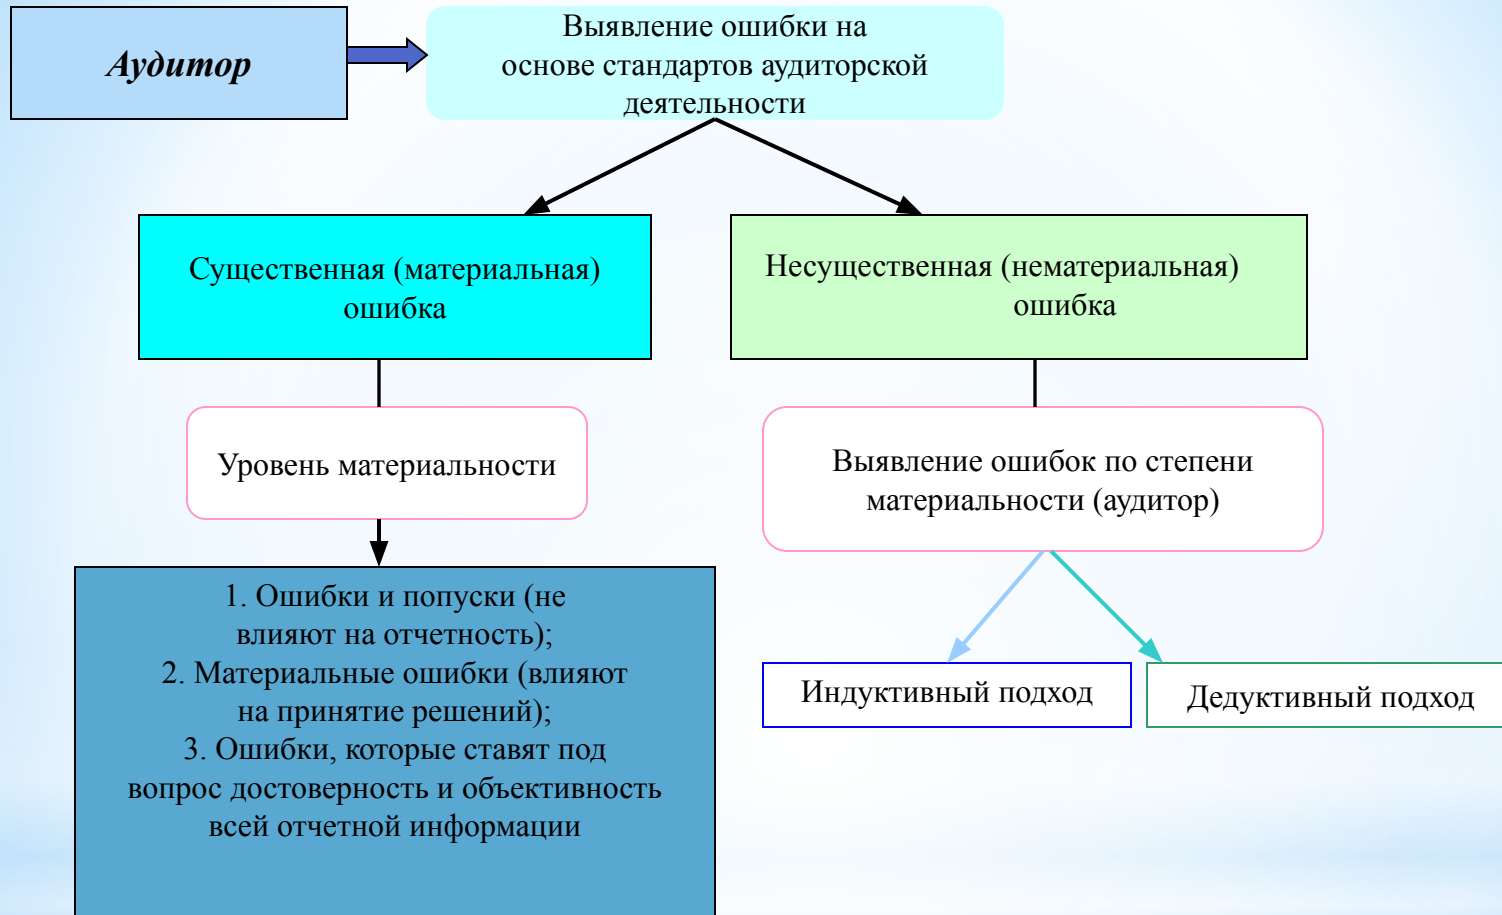 Аудитор
Выявление ошибки на
основе стандартов аудиторской
деятельности
Существенная (материальная)
ошибка
Несущественная (нематериальная)
ошибка
Уровень материальности
Выявление ошибок по степени
материальности (аудитор)
1. Ошибки и попуски (не
влияют на отчетность);
2. Материальные ошибки (влияют
на принятие решений);
3. Ошибки, которые ставят под
вопрос достоверность и объективность
всей отчетной информации
Индуктивный подход
Дедуктивный подход